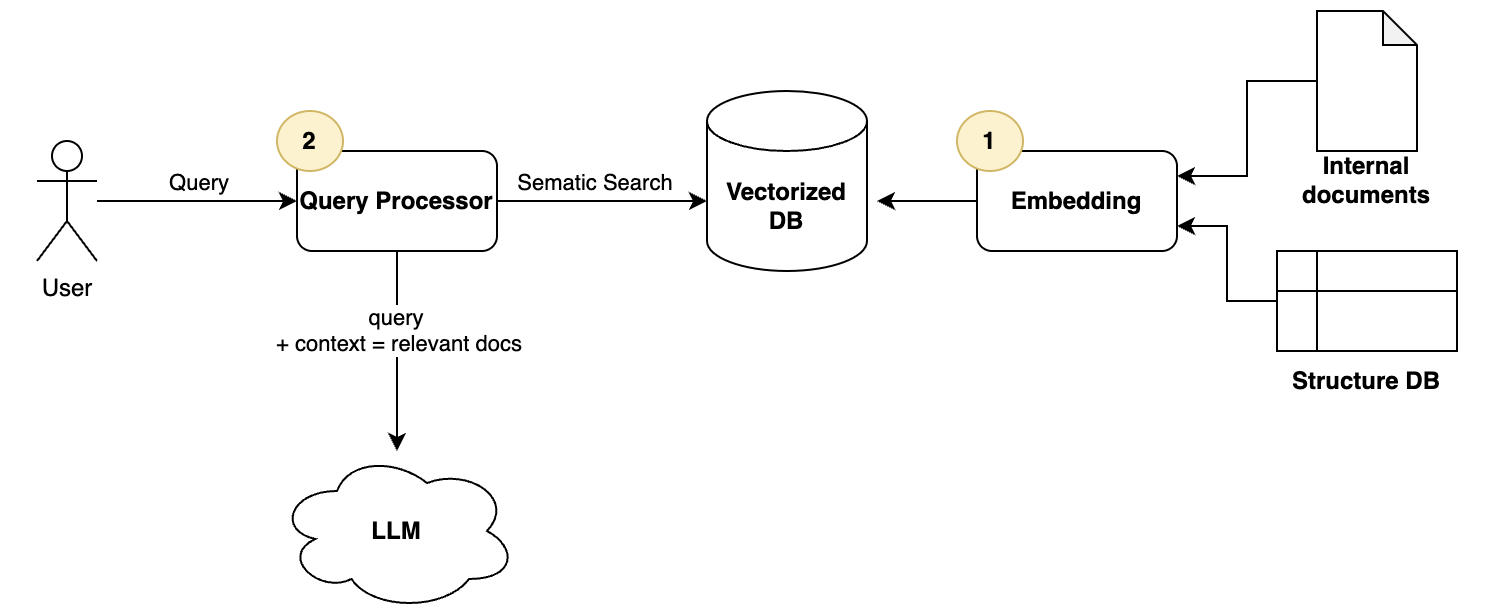 2
1
User
Query
Query Processor
Sematic Search
Vectorized
DB
Embedding
Internal
documents
Structure DB
query
+ context = relevant docs
LLM